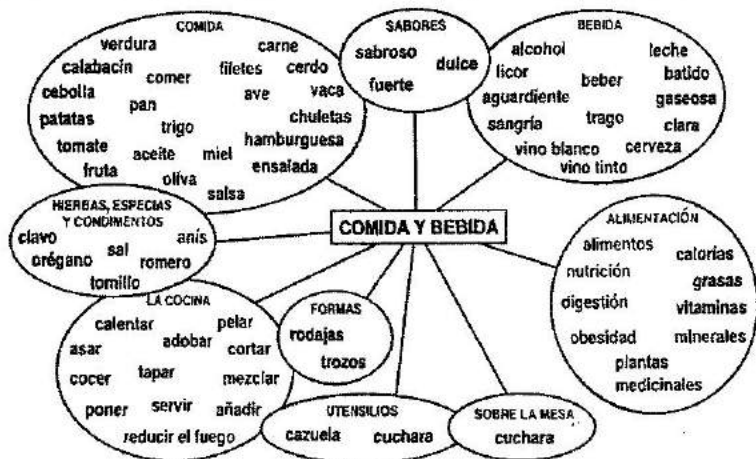 COMIDA
verdura
carne
calabacín
comer
filetes
cerdo
cebolla
pan
ave
vaca
patatas
trigo
chuletas
tomate
aceite
miel
hamburguesa
fruta
oliva
ensalada
salsa
SABORES
sabroso
dulce
fuerte
BEBIDA
alcohol
leche
licor
beber
batido
aguardiente
gaseosa
sangría
trago
clara
vino blanco
cerveza
vino tinto
HIERBAS, ESPECIAS
Y CONDIMENTOS
clavo
anís
sal
orégano
romero
tomillo
COMIDA Y BEBIDA
ALIMENTACIÓN
alimentos
calorías
nutrición
grasas
digestión
vitaminas
obesidad
minerales
plantas
medicinales
LA COCINA
calentar
pelar
asar
adobar
cortar
cocer
tapar
mezclar
poner
servir
añadir
reducir el fuego
FORMAS
rodajas
trozos
UTENSILIOS
cazuela
cuchara
SOBRE LA MESA
cuchara